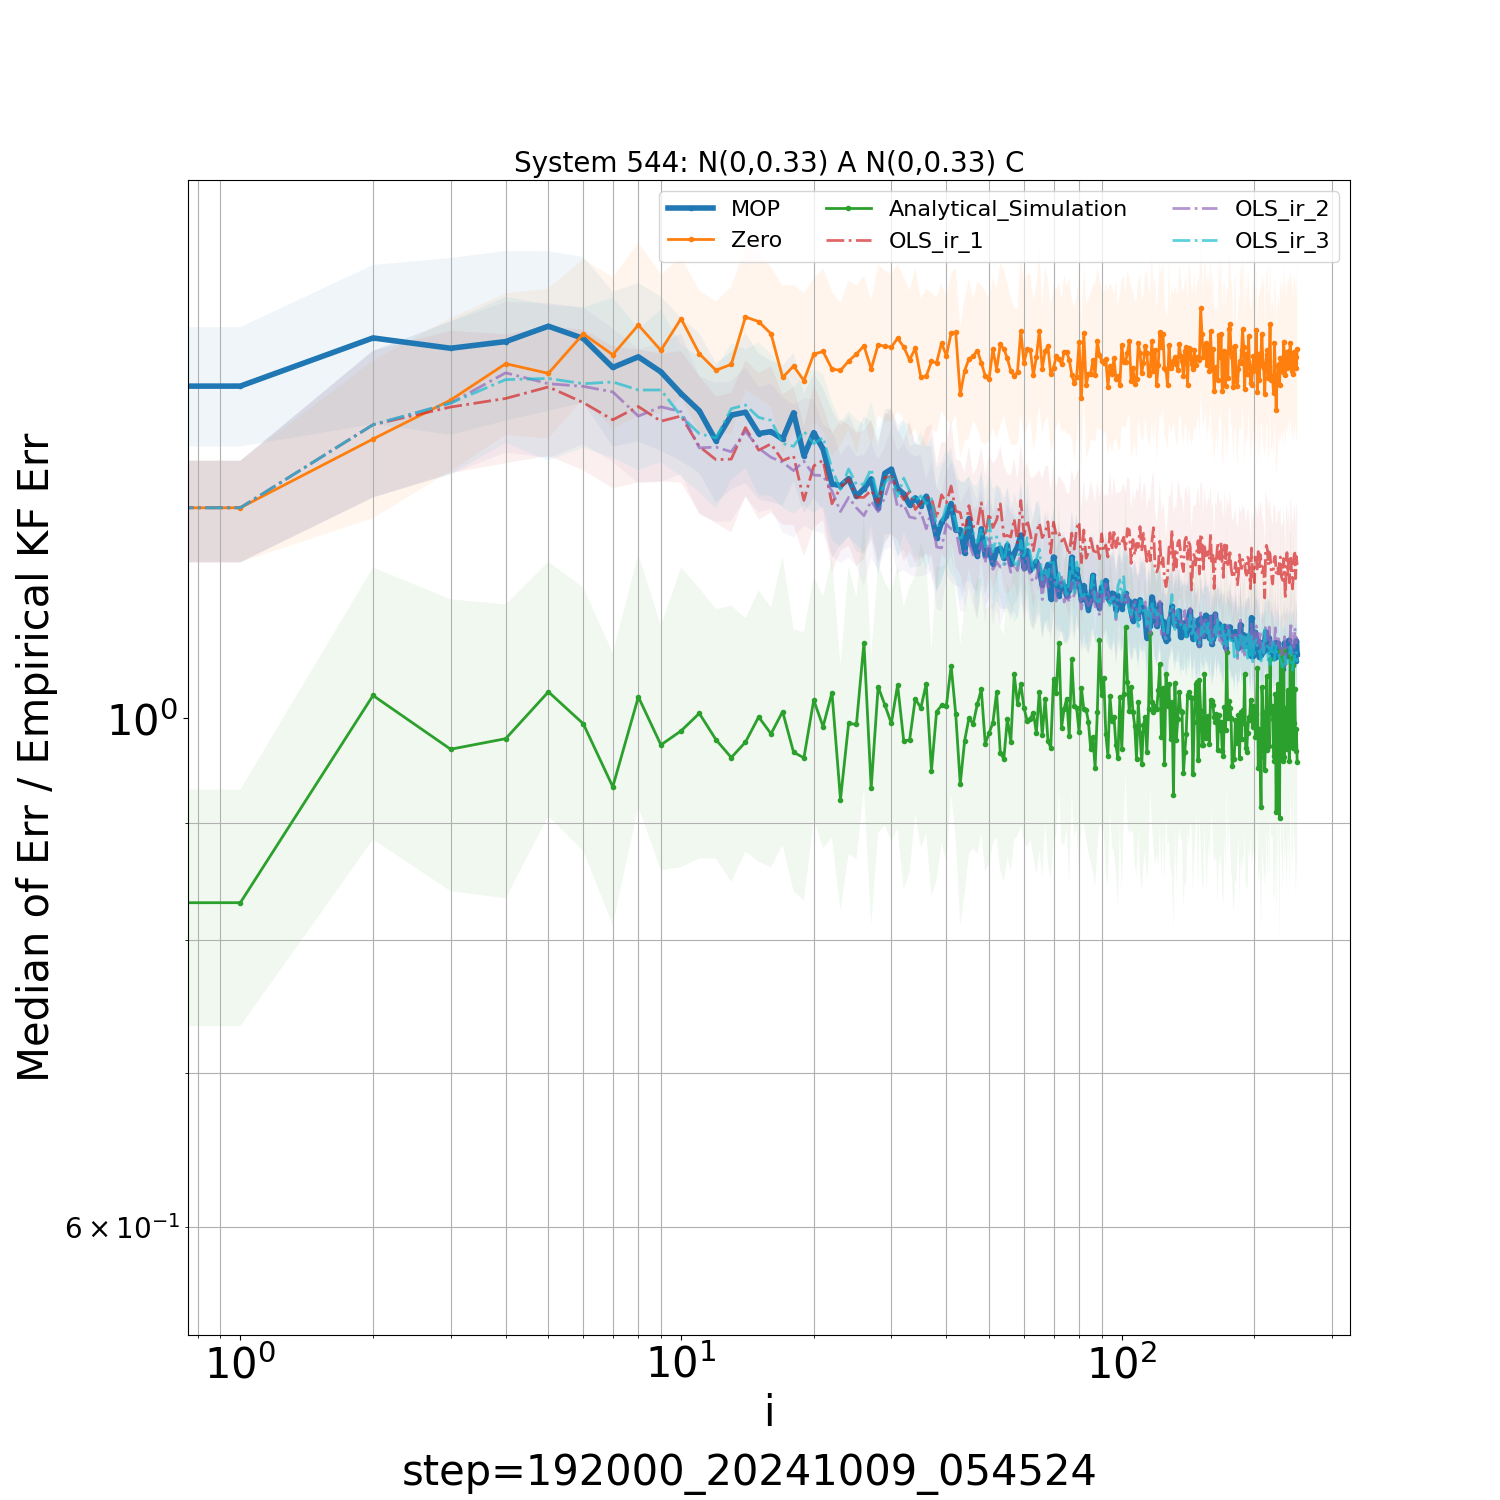 System 544: N(0,0.33) A N(0,0.33) C
MOP
Zero
Analytical_Simulation
OLS_ir_1
OLS_ir_2
OLS_ir_3
Median of Err / Empirical KF Err
10⁰
6 × 10⁻¹
10⁰ 10¹ 10²
i
step=192000_20241009_054524